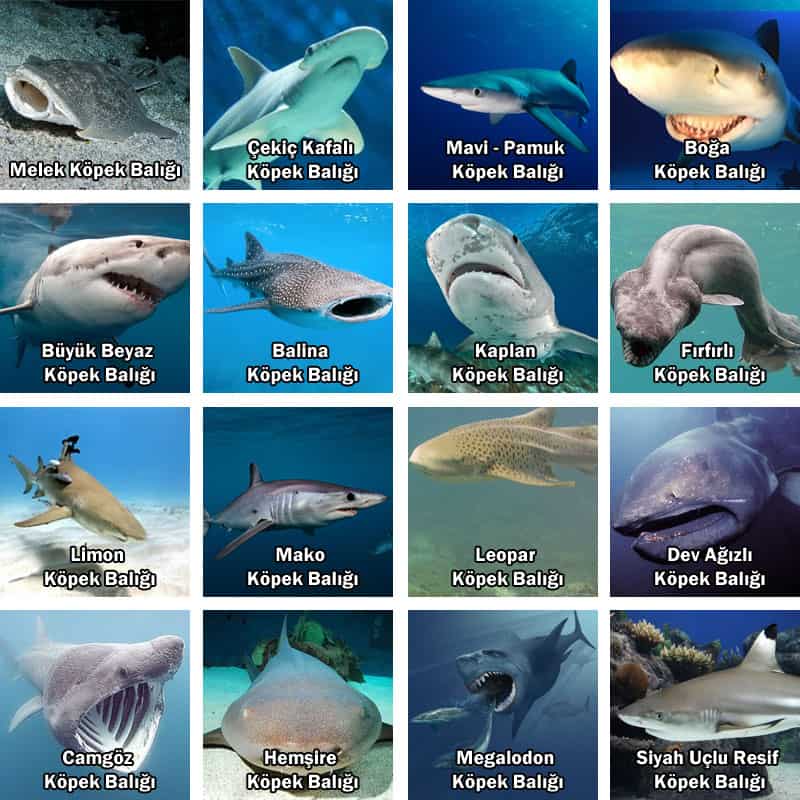 Melek Köpek Balığı
Çekiç Kafalı
Köpek Balığı
Mavi - Pamuk
Köpek Balığı
Boğa
Köpek Balığı
Büyük Beyaz
Köpek Balığı
Balina
Köpek Balığı
Kaplan
Köpek Balığı
Fırfırlı
Köpek Balığı
Limon
Köpek Balığı
Mako
Köpek Balığı
Leopar
Köpek Balığı
Dev Ağızlı
Köpek Balığı
Camgöz
Köpek Balığı
Hemşire
Köpek Balığı
Megalodon
Köpek Balığı
Siyah Uçlu Resif
Köpek Balığı